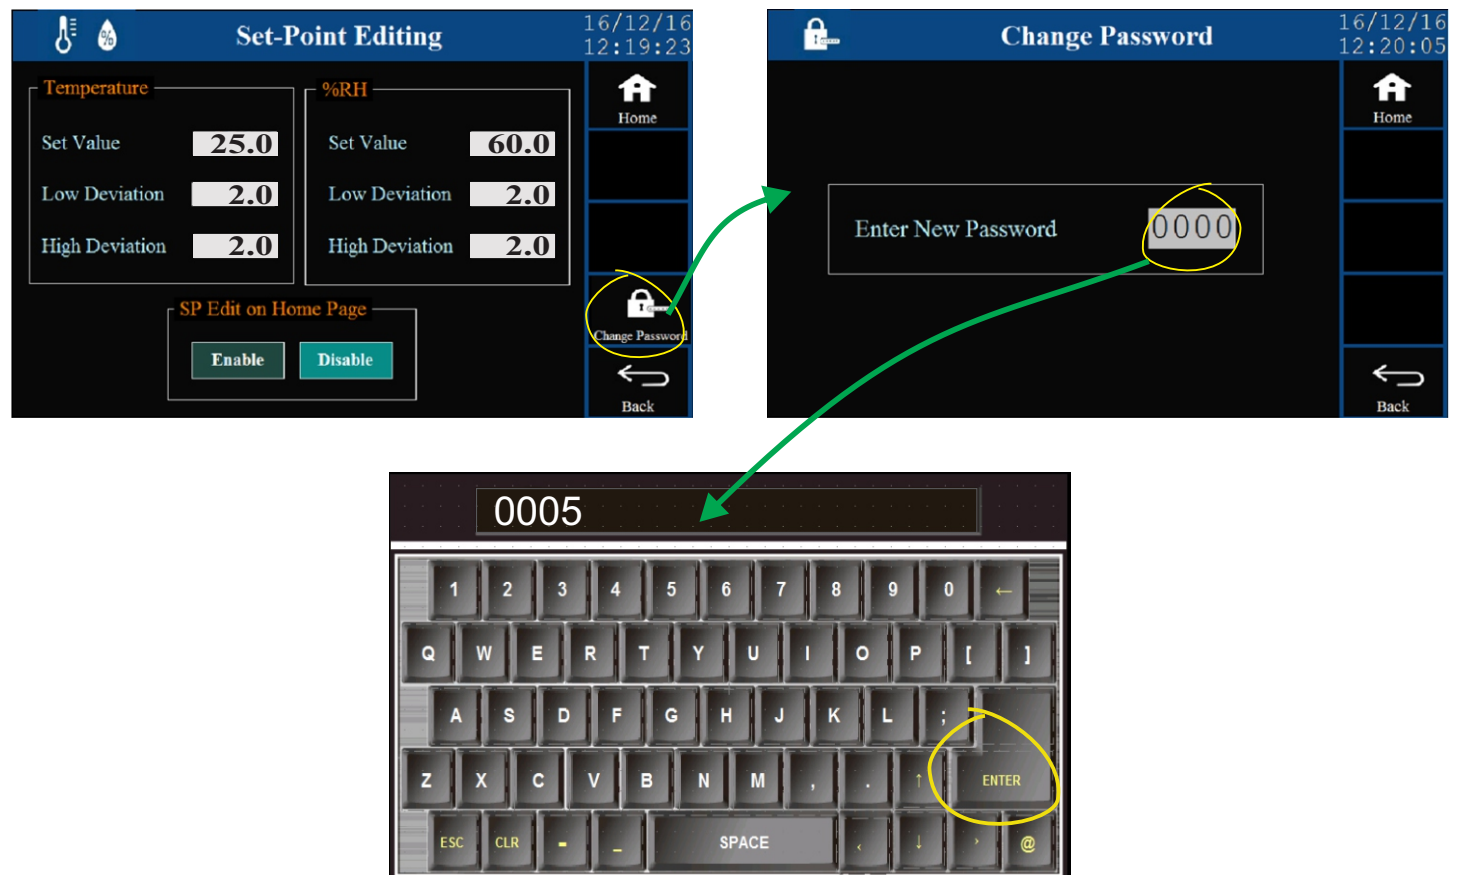 Set-Point Editing
16/12/16
12:19:23
Temperature
Set Value 25.0
Low Deviation 2.0
High Deviation 2.0
%RH
Set Value 60.0
Low Deviation 2.0
High Deviation 2.0
SP Edit on Home Page
Enable Disable
Home
Change Password
Back
%
Change Password
16/12/16
12:20:05
Enter New Password 0000
Home
Back
0005
1 2 3 4 5 6 7 8 9 0 ←
Q W E R T Y U I O P [ ]
A S D F G H J K L ;
Z X C V B N M , . ↑ ENTER
ESC CLR - _ SPACE ‹ ↓ › @